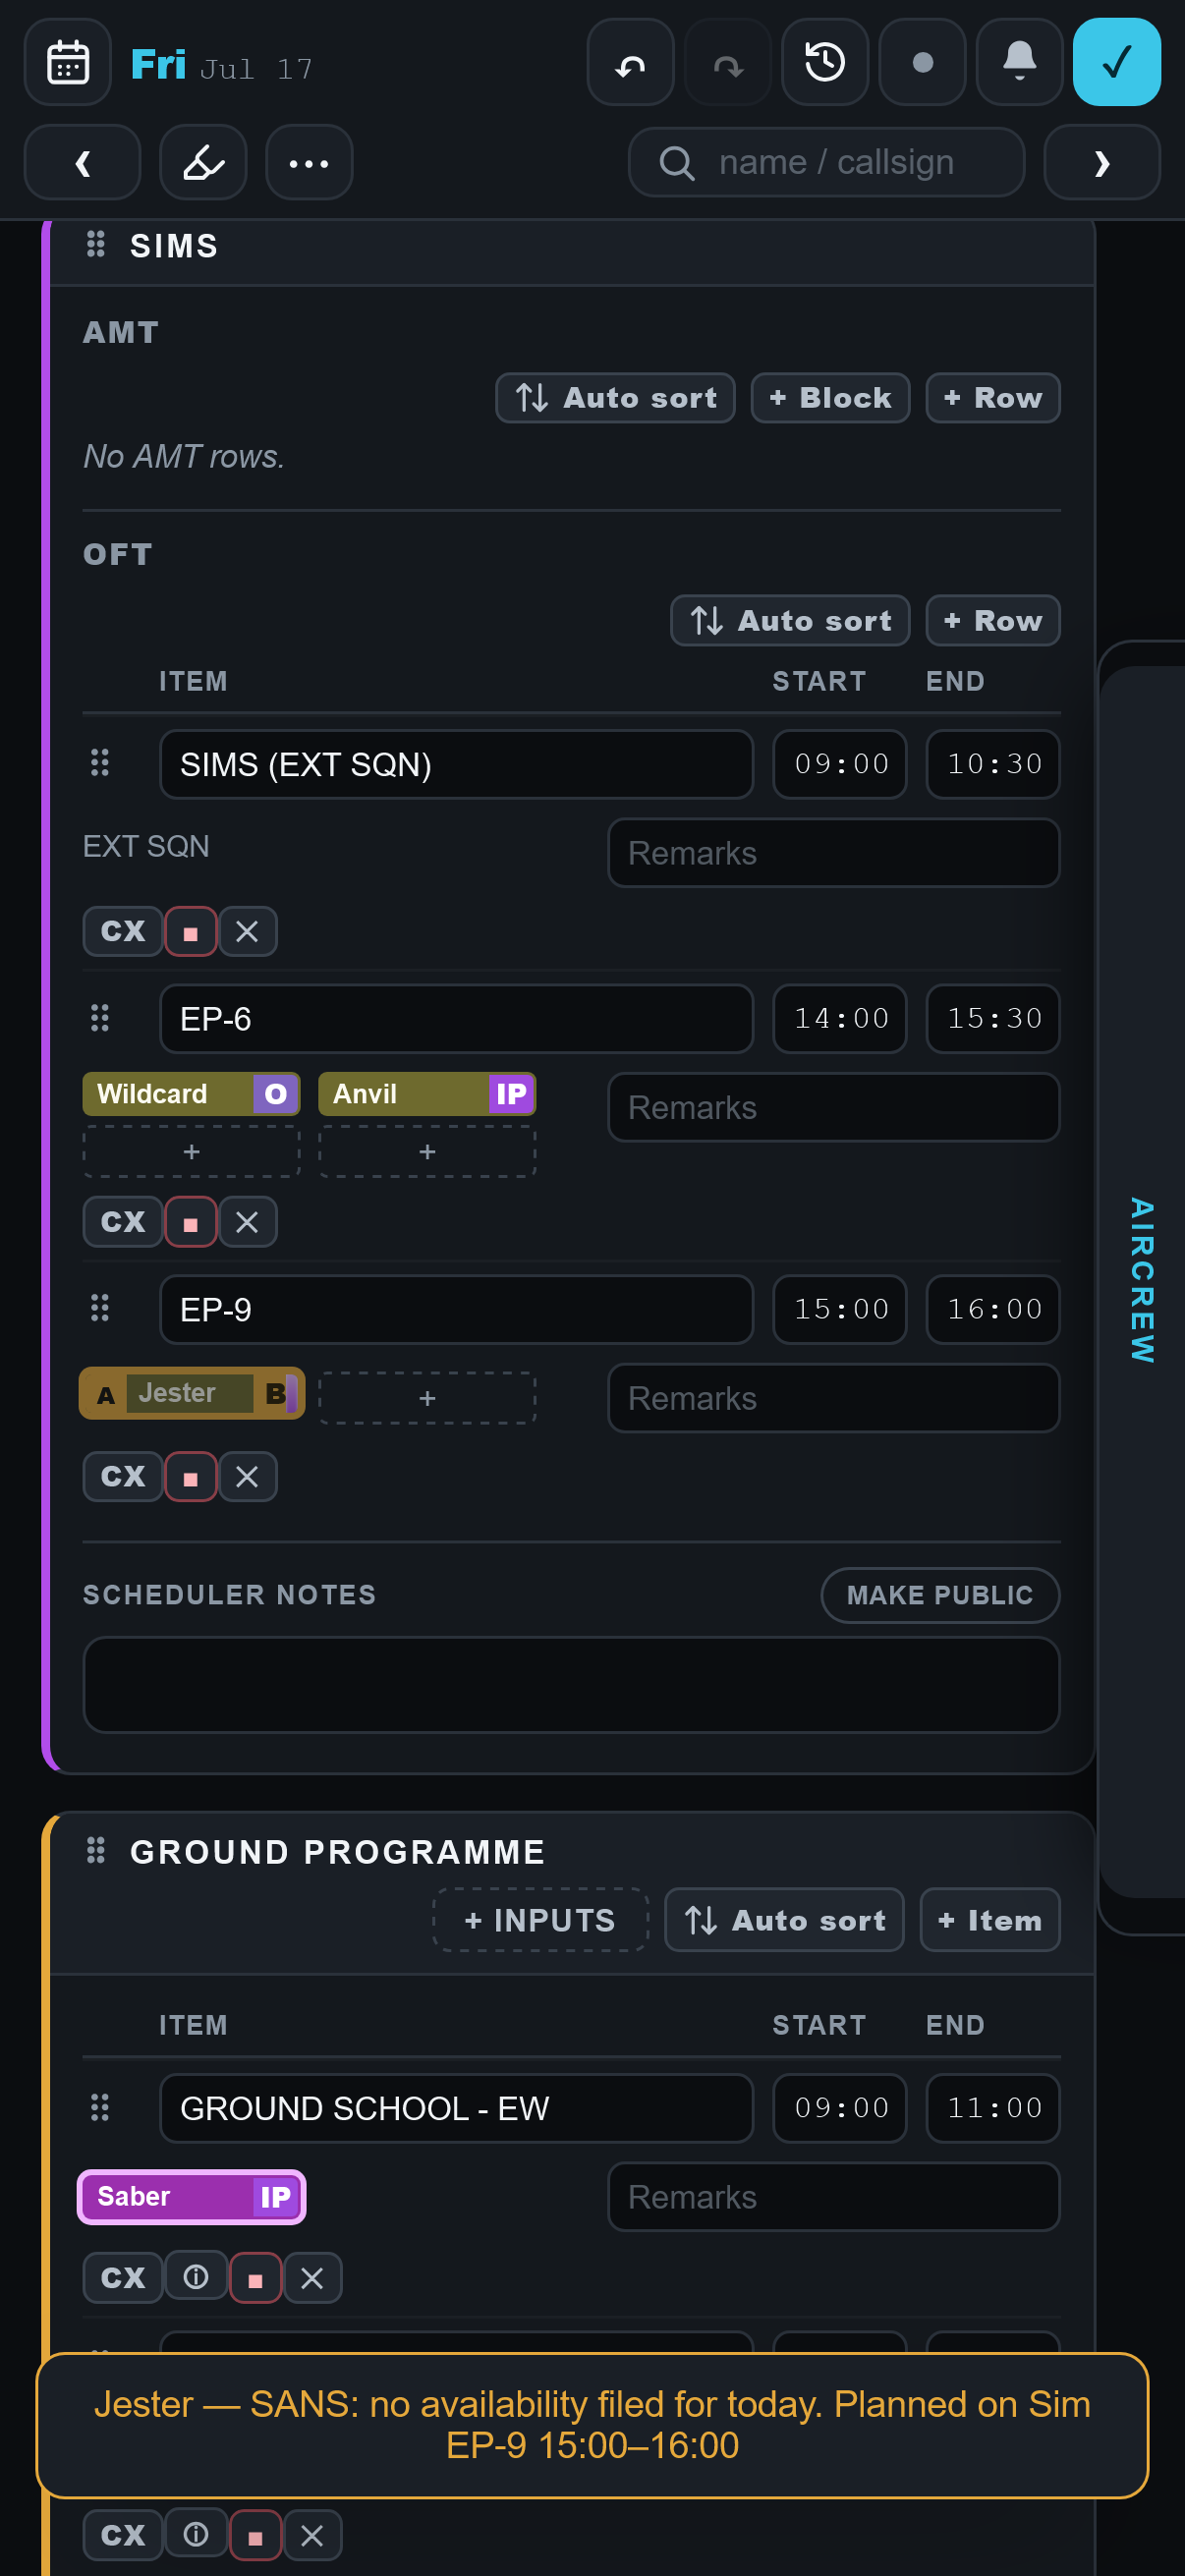 Fri Jul 17
name / callsign
SIMS
AMT
Auto sort + Block + Row
No AMT rows.
OFT
Auto sort + Row
ITEM START END
SIMS (EXT SQN) 09:00 10:30
EXT SQN Remarks
CX
EP-6 14:00 15:30
Wildcard O Anvil IP Remarks
+ +
CX
EP-9 15:00 16:00
A Jester B + Remarks
CX
SCHEDULER NOTES MAKE PUBLIC
AIRCREW
GROUND PROGRAMME
+ INPUTS Auto sort + Item
ITEM START END
GROUND SCHOOL - EW 09:00 11:00
Saber IP Remarks
CX
Jester — SANS: no availability filed for today. Planned on Sim
EP-9 15:00–16:00
CX